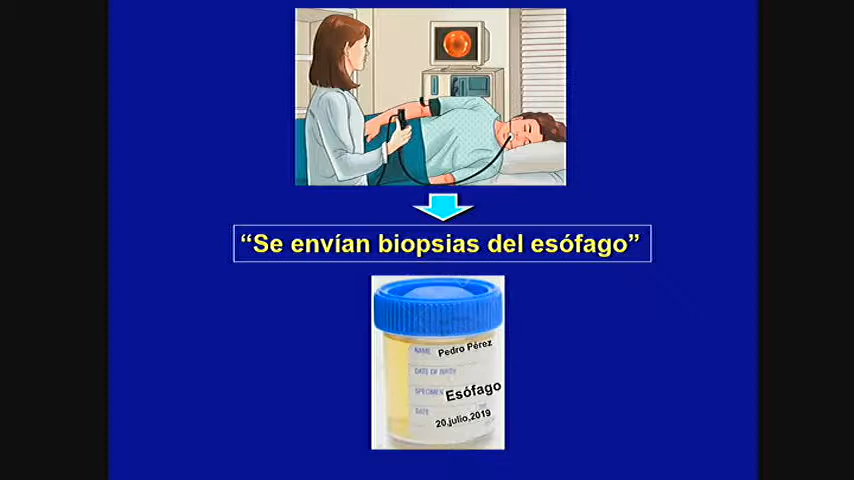 “Se envían biopsias del esófago”
NAME Pedro Pérez
DATE OF BIRTH
SPECIMEN Esófago
DATE
20,julio,2019